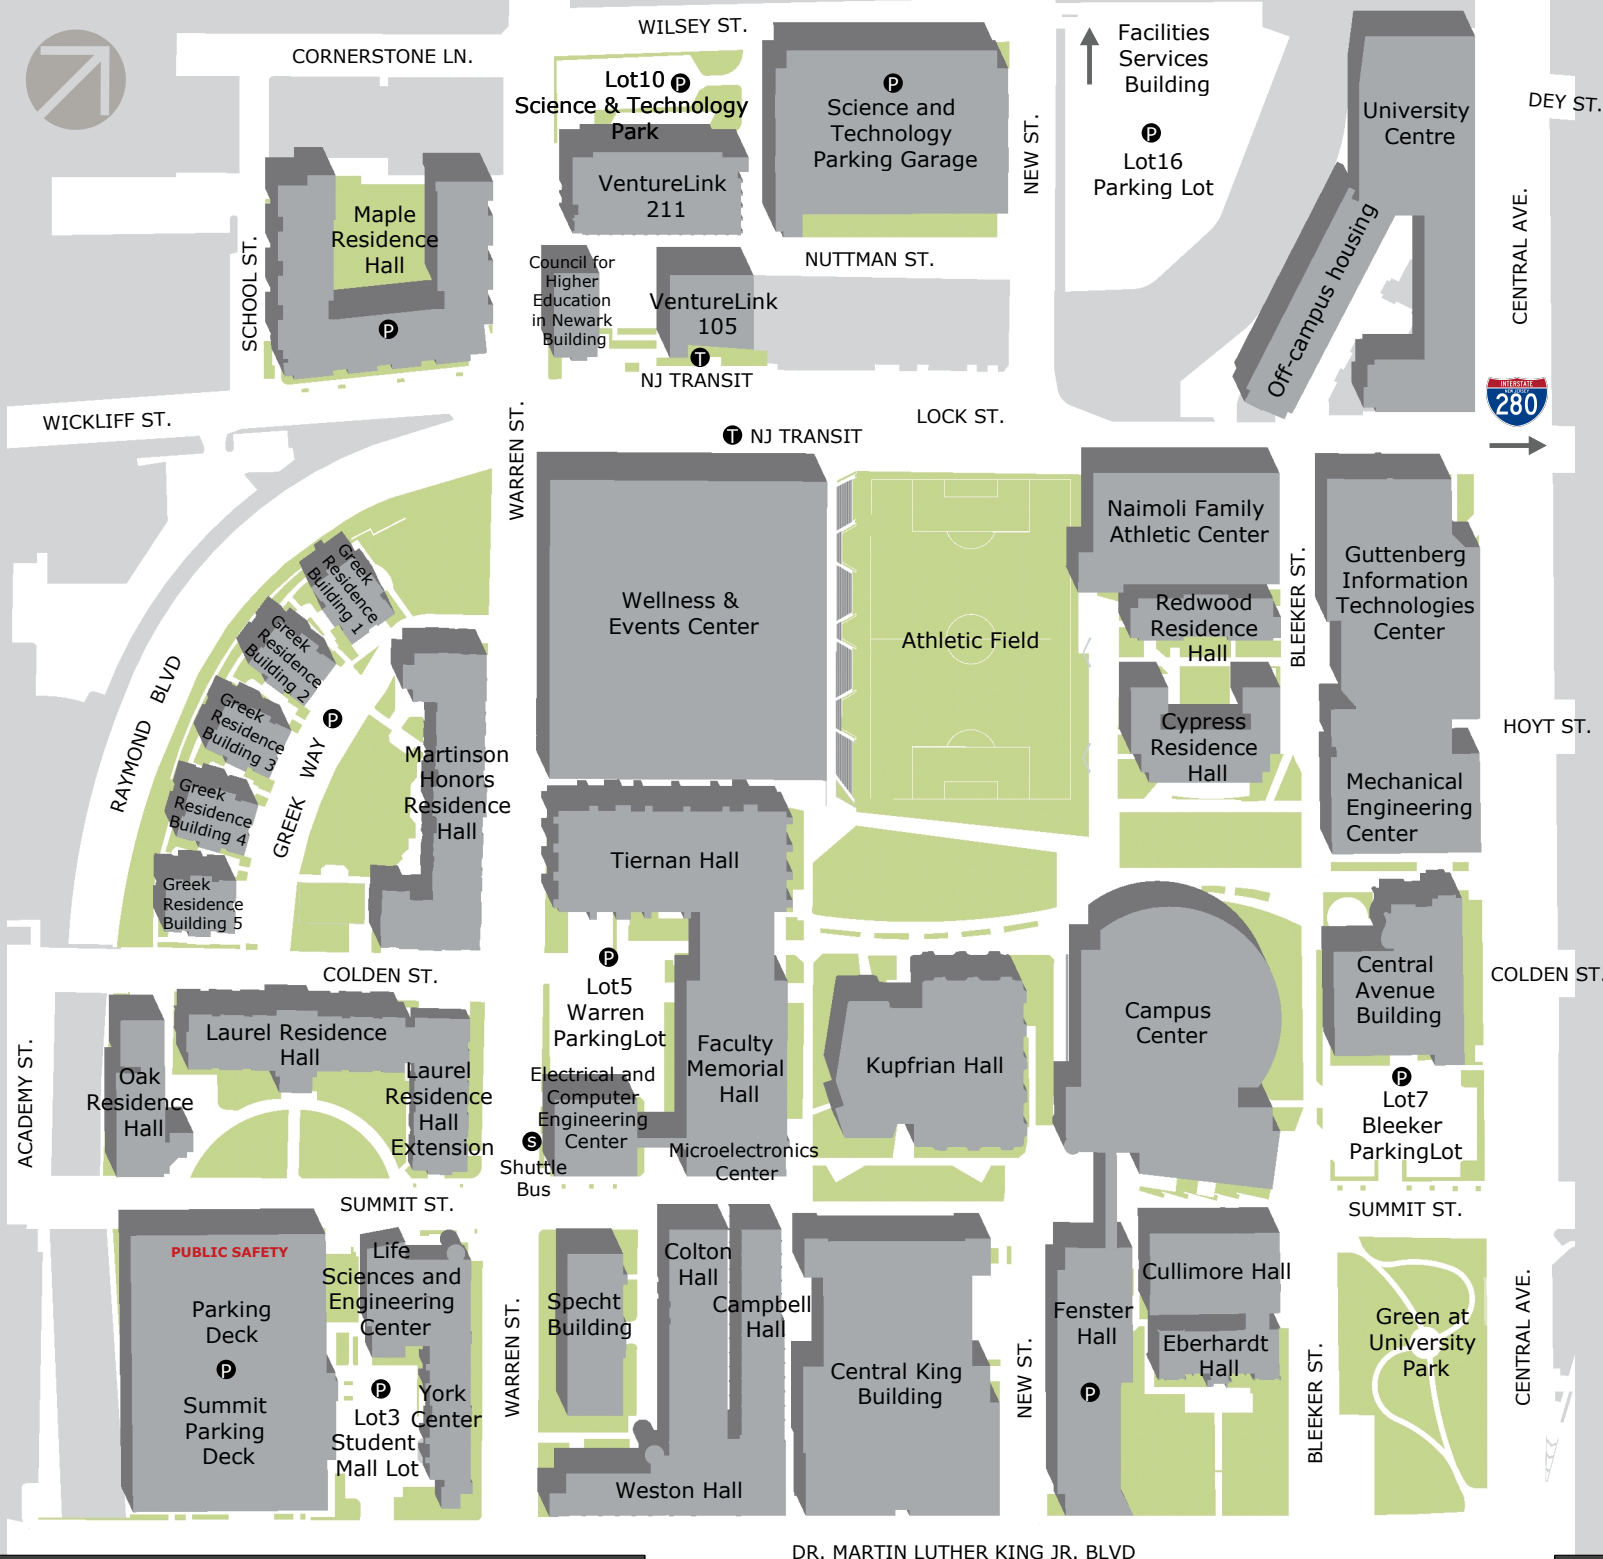 WILSEY ST.
CORNERSTONE LN.
Lot10 P
Science & Technology
Park
P
Science and
Technology
Parking Garage
Facilities
Services
Building
P
Lot16
Parking Lot
University
Centre
DEY ST.
NEW ST.
CENTRAL AVE.
VentureLink
211
Maple
Residence
Hall
P
SCHOOL ST.
Council for
Higher
Education
in Newark
Building
VentureLink
105
T
NJ TRANSIT
NUTTMAN ST.
Off-campus housing
INTERSTATE
NEW JERSEY
280
WICKLIFF ST.
WARREN ST.
T NJ TRANSIT
LOCK ST.
Naimoli Family
Athletic Center
Guttenberg
Information
Technologies
Center
BLEEKER ST.
Redwood
Residence
Hall
Wellness &
Events Center
Athletic Field
Greek
Residence
Building 1
Greek
Residence
Building 2
Greek
Residence
Building 3
Greek
Residence
Building 4
Greek
Residence
Building 5
RAYMOND BLVD
GREEK WAY
P
Martinson
Honors
Residence
Hall
Cypress
Residence
Hall
HOYT ST.
Mechanical
Engineering
Center
Tiernan Hall
COLDEN ST.
P
Lot5
Warren
ParkingLot
Central
Avenue
Building
COLDEN ST.
Campus
Center
Laurel Residence
Hall
Oak
Residence
Hall
ACADEMY ST.
Laurel
Residence
Hall
Extension
Electrical and
Computer
Engineering
Center
Faculty
Memorial
Hall
Kupfrian Hall
P
Lot7
Bleeker
ParkingLot
S
Shuttle
Bus
Microelectronics
Center
SUMMIT ST.
SUMMIT ST.
PUBLIC SAFETY
Parking
Deck
P
Summit
Parking
Deck
Life
Sciences and
Engineering
Center
P
Lot3
Student
Mall Lot
York
Center
WARREN ST.
Specht
Building
Colton
Hall
Campbell
Hall
Weston Hall
Central King
Building
NEW ST.
Fenster
Hall
P
Cullimore Hall
Eberhardt
Hall
BLEEKER ST.
Green at
University
Park
CENTRAL AVE.
DR. MARTIN LUTHER KING JR. BLVD